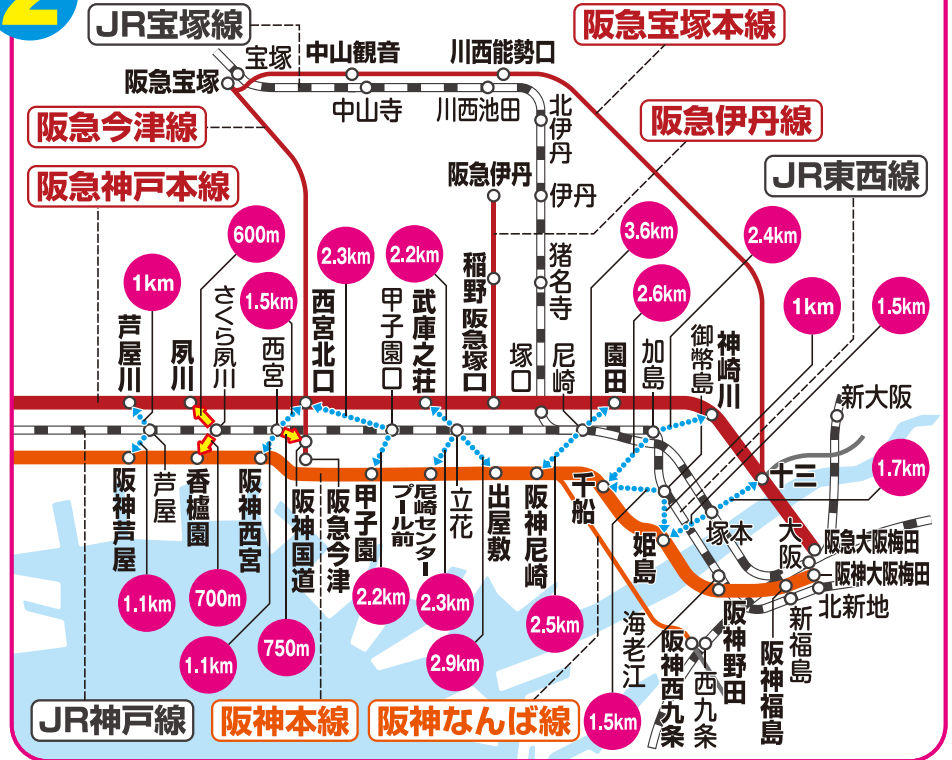 2
JR宝塚線
阪急宝塚本線
宝塚
中山観音
川西能勢口
阪急宝塚
中山寺
川西池田
北伊丹
阪急今津線
阪急伊丹線
阪急神戸本線
阪急伊丹
伊丹
JR東西線
600m
2.3km
2.2km
3.6km
2.4km
1km
1.5km
2.6km
1km
1.5km
芦屋川
夙川
さくら夙川
西宮
西宮北口
甲子園口
武庫之荘
稲野
阪急塚口
塚口
猪名寺
尼崎
園田
加島
御幣島
神崎川
新大阪
阪神芦屋
芦屋
香櫨園
阪神西宮
阪神国道
阪急今津
甲子園
尼崎センター
プール前
立花
出屋敷
阪神尼崎
千船
姫島
塚本
十三
1.7km
大阪
阪急大阪梅田
阪神大阪梅田
北新地
1.1km
700m
1.1km
750m
2.2km
2.3km
2.9km
2.5km
1.5km
海老江
阪神西九条
西九条
阪神野田
阪神福島
新福島
JR神戸線
阪神本線
阪神なんば線